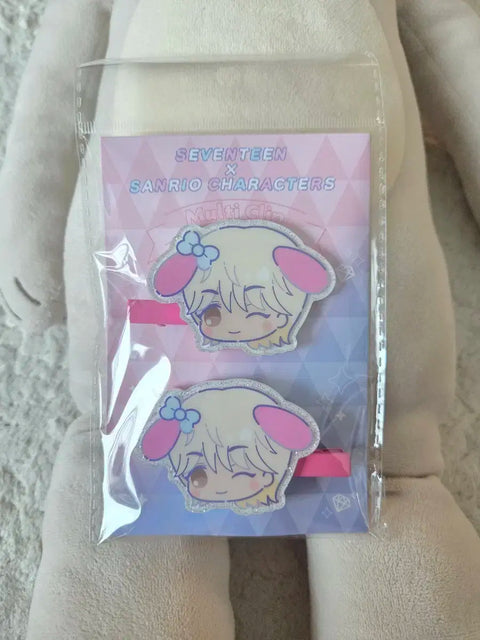 SEVENTEEN
×
SANRIO CHARACTERS
Multi Clip